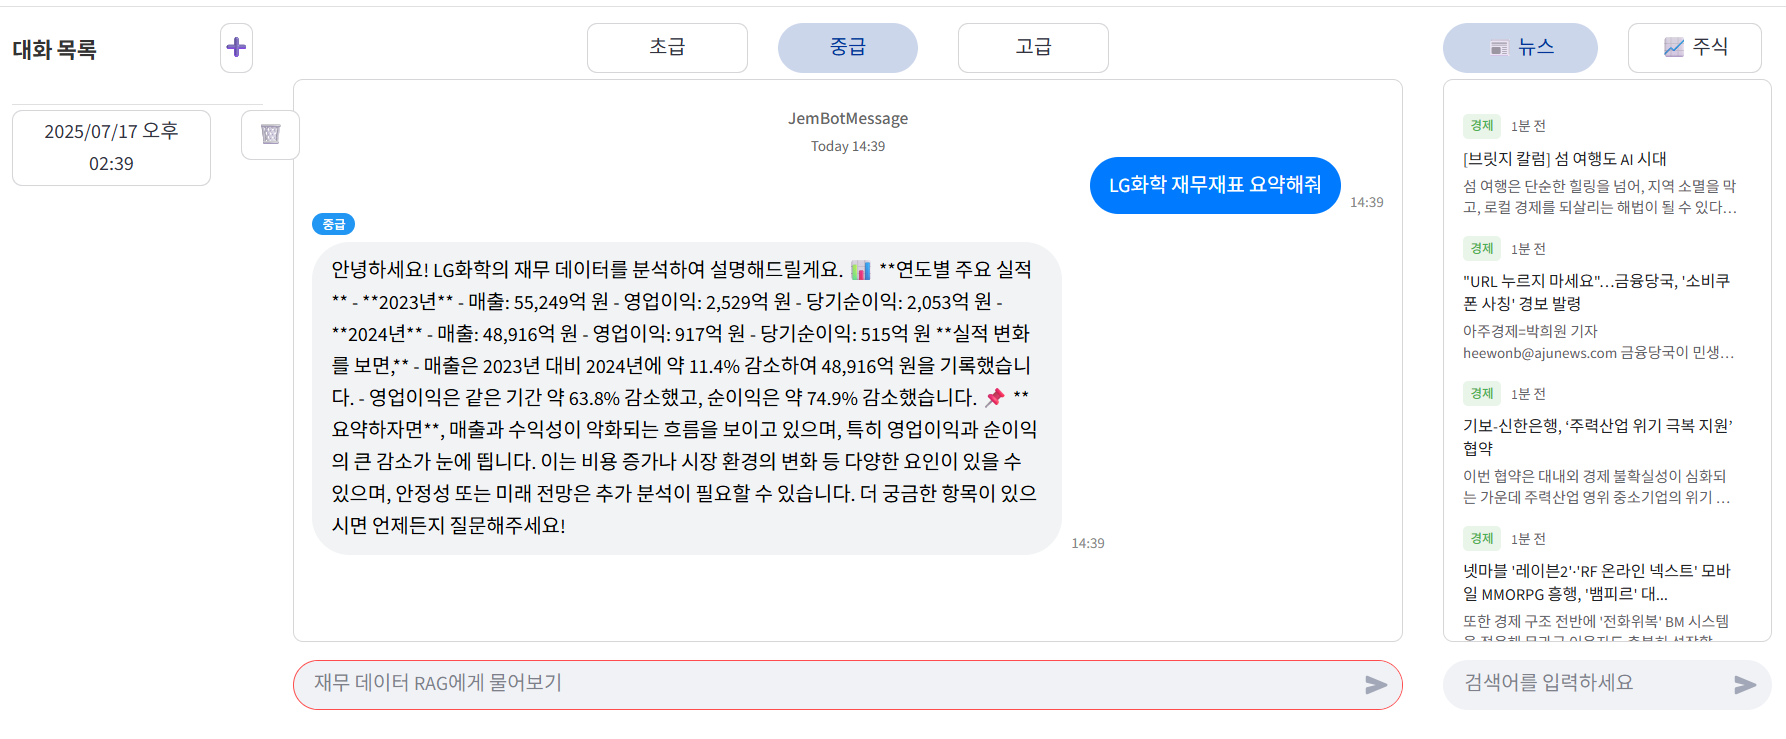 대화 목록
2025/07/17 오후
02:39
초급
중급
고급
JemBotMessage
Today 14:39
LG화학 재무재표 요약해줘
14:39
중급
안녕하세요! LG화학의 재무 데이터를 분석하여 설명해드릴게요. 📊 **연도별 주요 실적
** - **2023년** - 매출: 55,249억 원 - 영업이익: 2,529억 원 - 당기순이익: 2,053억 원 -
**2024년** - 매출: 48,916억 원 - 영업이익: 917억 원 - 당기순이익: 515억 원 **실적 변화
를 보면,** - 매출은 2023년 대비 2024년에 약 11.4% 감소하여 48,916억 원을 기록했습니
다. - 영업이익은 같은 기간 약 63.8% 감소했고, 순이익은 약 74.9% 감소했습니다. 📌 **
요약하자면**, 매출과 수익성이 악화되는 흐름을 보이고 있으며, 특히 영업이익과 순이익
의 큰 감소가 눈에 띕니다. 이는 비용 증가나 시장 환경의 변화 등 다양한 요인이 있을 수
있으며, 안정성 또는 미래 전망은 추가 분석이 필요할 수 있습니다. 더 궁금한 항목이 있으
시면 언제든지 질문해주세요!
14:39
재무 데이터 RAG에게 물어보기
뉴스
주식
경제 1분 전
[브릿지 칼럼] 섬 여행도 AI 시대
섬 여행은 단순한 힐링을 넘어, 지역 소멸을 막
고, 로컬 경제를 되살리는 해법이 될 수 있다...
경제 1분 전
"URL 누르지 마세요"…금융당국, '소비쿠
폰 사칭' 경보 발령
아주경제=박희원 기자
heewonb@ajunews.com 금융당국이 민생...
경제 1분 전
기보-신한은행, ‘주력산업 위기 극복 지원’
협약
이번 협약은 대내외 경제 불확실성이 심화되
는 가운데 주력산업 영위 중소기업의 위기 ...
경제 1분 전
넷마블 '레이븐2'·'RF 온라인 넥스트' 모바
일 MMORPG 흥행, '뱀피르' 대...
또한 경제 구조 전반에 '전화위복' BM 시스템
검색어를 입력하세요